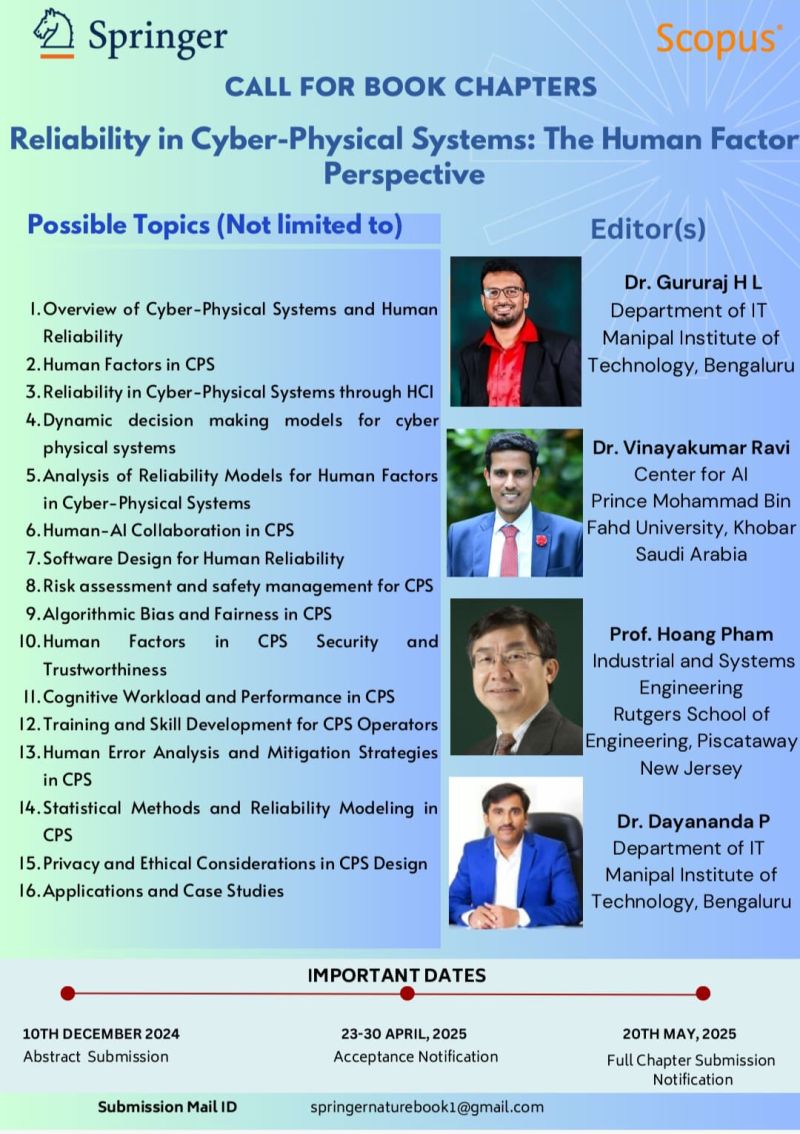 Springer
Scopus®
CALL FOR BOOK CHAPTERS
Reliability in Cyber-Physical Systems: The Human Factor
Perspective
Possible Topics (Not limited to)
1. Overview of Cyber-Physical Systems and Human
Reliability
2. Human Factors in CPS
3. Reliability in Cyber-Physical Systems through HCI
4. Dynamic decision making models for cyber
physical systems
5. Analysis of Reliability Models for Human Factors
in Cyber-Physical Systems
6. Human-AI Collaboration in CPS
7. Software Design for Human Reliability
8. Risk assessment and safety management for CPS
9. Algorithmic Bias and Fairness in CPS
10. Human Factors in CPS Security and
Trustworthiness
11. Cognitive Workload and Performance in CPS
12. Training and Skill Development for CPS Operators
13. Human Error Analysis and Mitigation Strategies
in CPS
14. Statistical Methods and Reliability Modeling in
CPS
15. Privacy and Ethical Considerations in CPS Design
16. Applications and Case Studies
Editor(s)
Dr. Gururaj H L
Department of IT
Manipal Institute of
Technology, Bengaluru
Dr. Vinayakumar Ravi
Center for AI
Prince Mohammad Bin
Fahd University, Khobar
Saudi Arabia
Prof. Hoang Pham
Industrial and Systems
Engineering
Rutgers School of
Engineering, Piscataway
New Jersey
Dr. Dayananda P
Department of IT
Manipal Institute of
Technology, Bengaluru
IMPORTANT DATES
10TH DECEMBER 2024
Abstract Submission
23-30 APRIL, 2025
Acceptance Notification
20TH MAY, 2025
Full Chapter Submission
Notification
Submission Mail ID
springernaturebook1@gmail.com